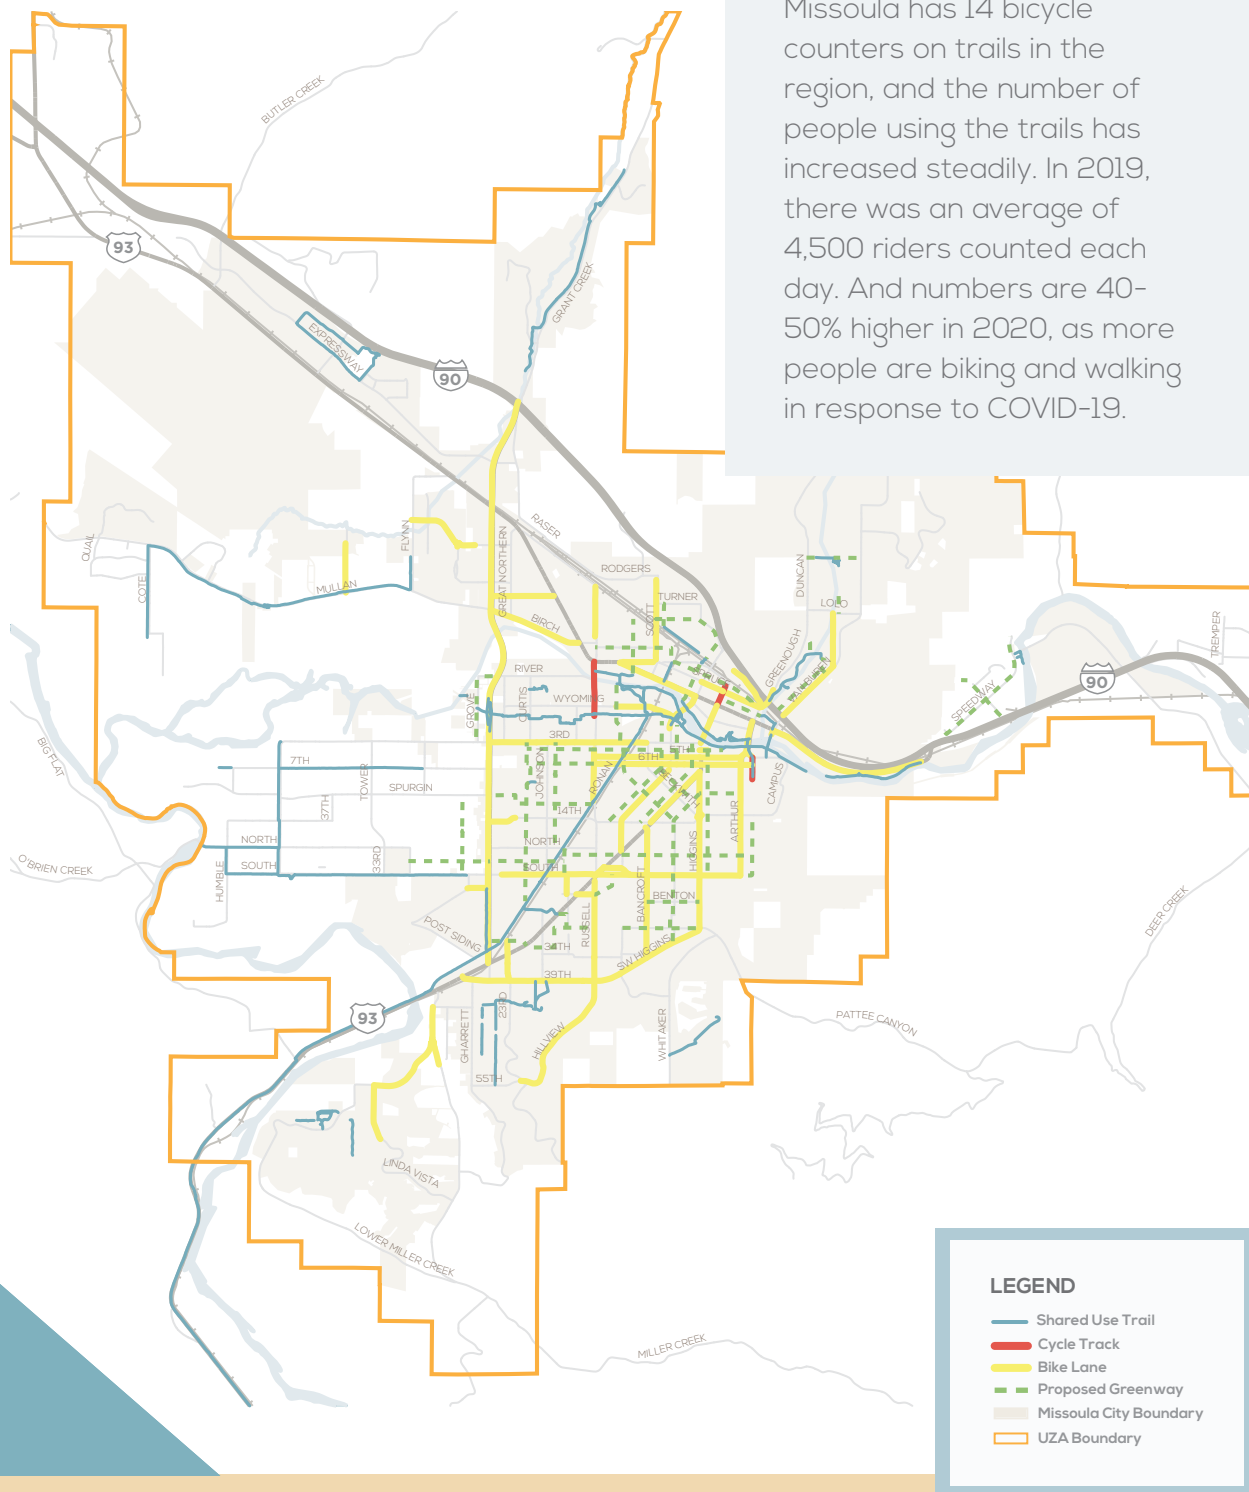 Missoula has 14 bicycle
counters on trails in the
region, and the number of
people using the trails has
increased steadily. In 2019,
there was an average of
4,500 riders counted each
day. And numbers are 40-
50% higher in 2020, as more
people are biking and walking
in response to COVID-19.
BUTLER CREEK
93
GRANT CREEK
EXPRESSWAY
90
QUAIL
COTE
MULLAN
FLYNN
GREAT NORTHERN
RASER
RODGERS
SCOTT
TURNER
DUNCAN
LOLO
BIRCH
GREENOUGH
VAN BUREN
SPRUCE
RIVER
CURTIS
WYOMING
GROVE
TREMPER
90
SPEEDWAY
BIG FLAT
3RD
5TH
6TH
7TH
TOWER
SPURGIN
37TH
JOHNSON
RONAN
BECKWITH
CAMPUS
ARTHUR
14TH
NORTH
NORTH
HIGGINS
SOUTH
SOUTH
33RD
HUMBLE
O'BRIEN CREEK
BANCROFT
BENTON
RUSSELL
POST SIDING
34TH
SW HIGGINS
DEER CREEK
39TH
23RD
93
GHARRETT
HILLVIEW
WHITAKER
PATTEE CANYON
55TH
LINDA VISTA
LOWER MILLER CREEK
MILLER CREEK
LEGEND
Shared Use Trail
Cycle Track
Bike Lane
Proposed Greenway
Missoula City Boundary
UZA Boundary